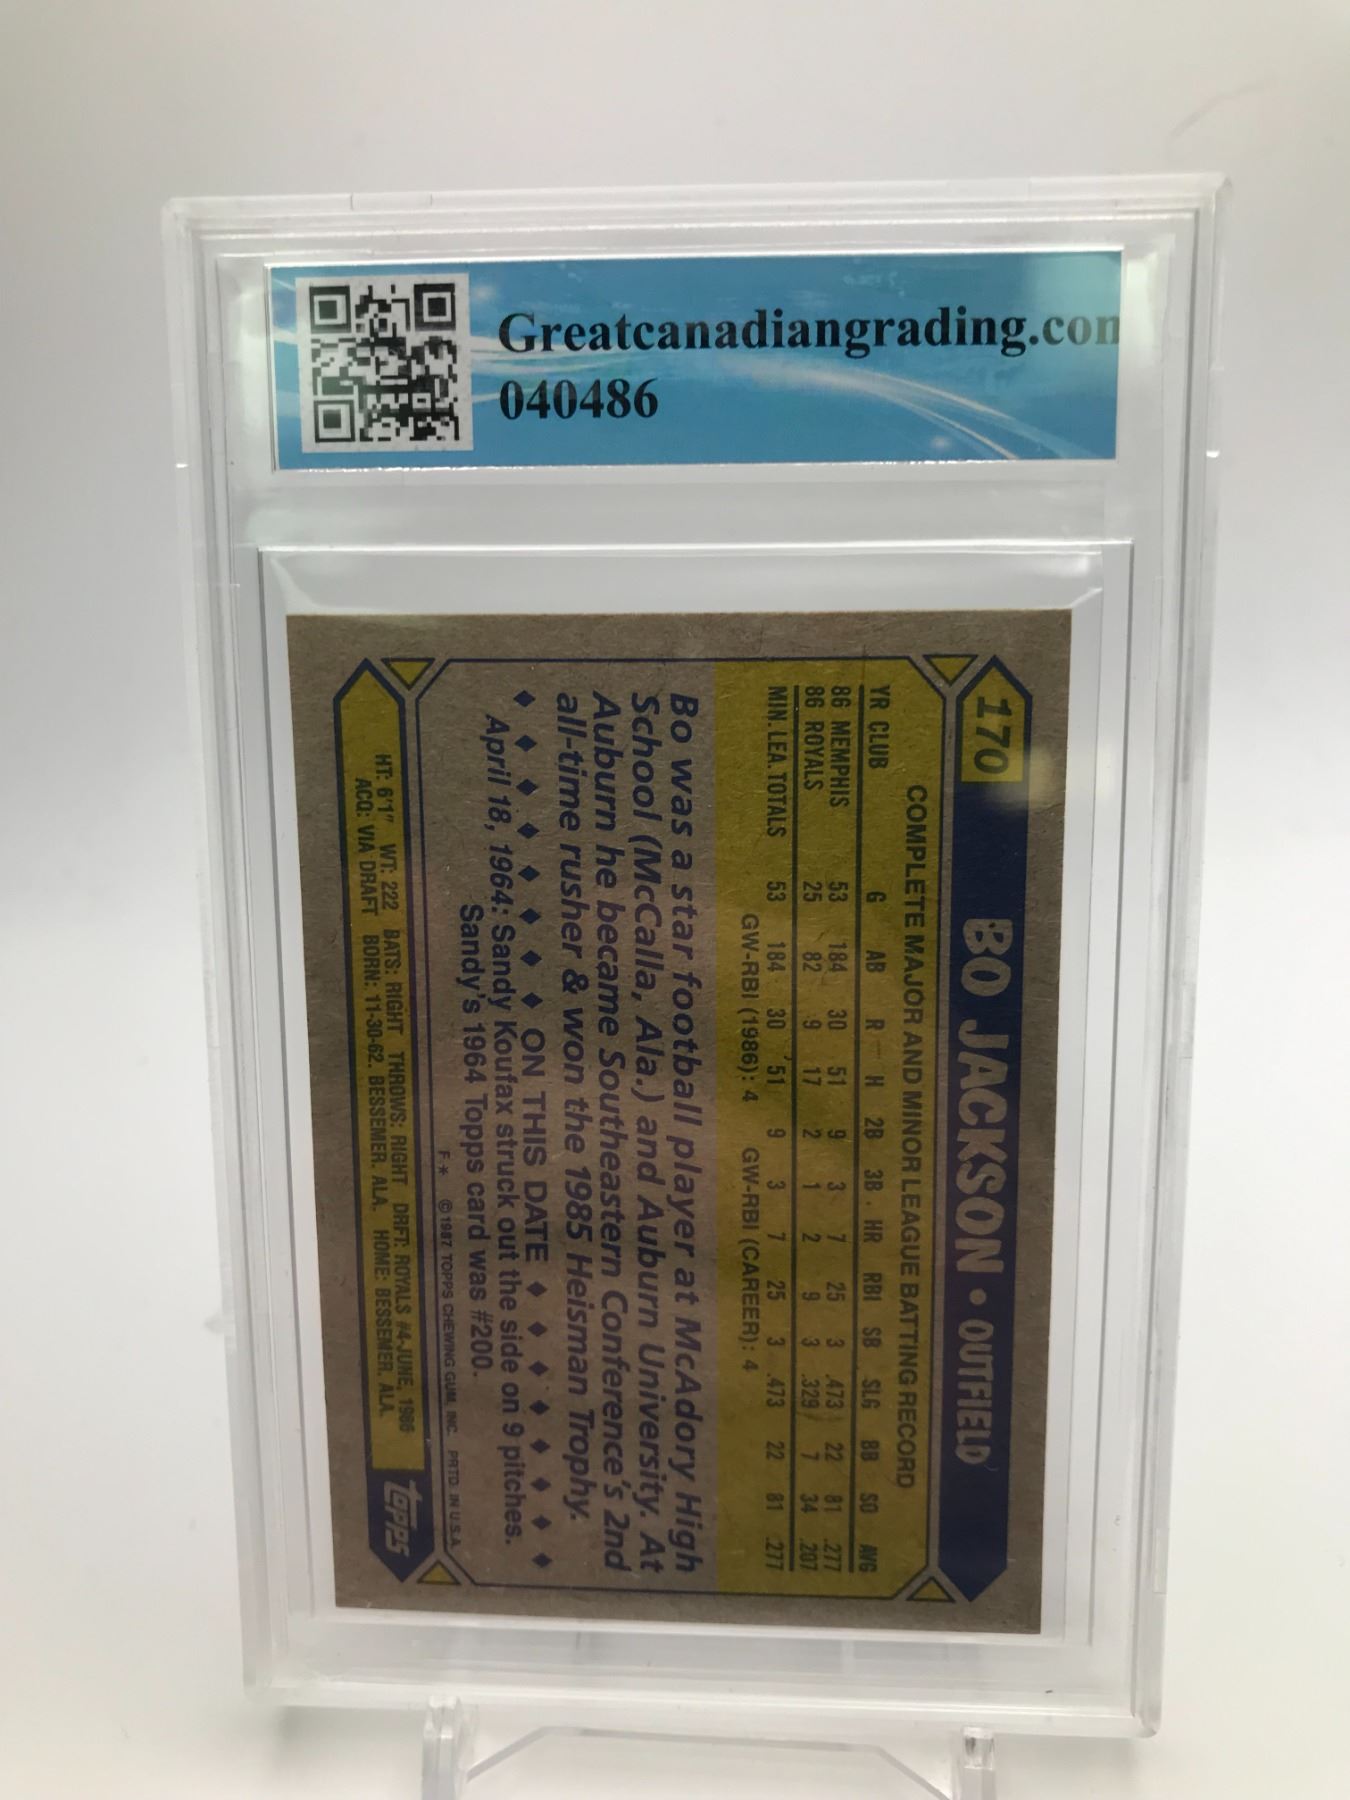 Greatcanadiangrading.com
040486
170 BO JACKSON • OUTFIELD
COMPLETE MAJOR AND MINOR LEAGUE BATTING RECORD
YR CLUB G AB R H 2B 3B HR RBI SB SLG BB SO AVG
86 MEMPHIS 53 184 30 51 9 3 7 25 3 .473 22 81 .277
86 ROYALS 25 82 9 17 2 1 2 9 3 .329 7 34 .207
MIN. LEA. TOTALS 53 184 30 51 9 3 7 25 3 .473 22 81 .277
GW-RBI (1986): 4 GW-RBI (CAREER): 4
Bo was a star football player at McAdory High
School (McCalla, Ala.) and Auburn University. At
Auburn he became Southeastern Conference's 2nd
all-time rusher & won the 1985 Heisman Trophy.
♦ ♦ ♦ ♦ ♦ ♦ ♦ ♦ ON THIS DATE ♦ ♦ ♦ ♦ ♦ ♦ ♦ ♦
April 18, 1964: Sandy Koufax struck out the side on 9 pitches.
Sandy's 1964 Topps card was #200.
F.* © 1987 TOPPS CHEWING GUM, INC. PRTD. IN U.S.A.
HT: 6'1" WT: 222 BATS: RIGHT THROWS: RIGHT DRFT: ROYALS #4-JUNE, 1986
ACQ: VIA DRAFT BORN: 11-30-62, BESSEMER, ALA. HOME: BESSEMER, ALA.
topps